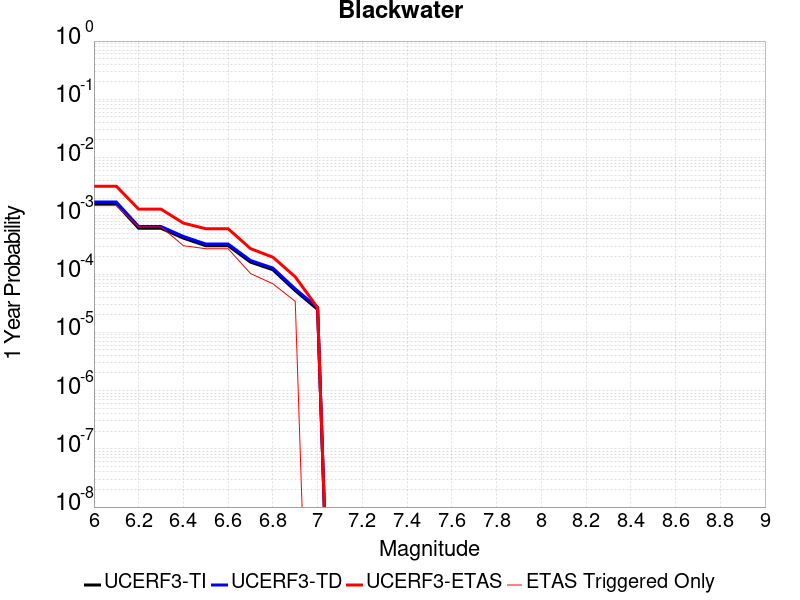 Blackwater
10^0
10^-1
10^-2
10^-3
10^-4
10^-5
10^-6
10^-7
10^-8
1 Year Probability
6 6.2 6.4 6.6 6.8 7 7.2 7.4 7.6 7.8 8 8.2 8.4 8.6 8.8 9
Magnitude
UCERF3-TI UCERF3-TD UCERF3-ETAS ETAS Triggered Only